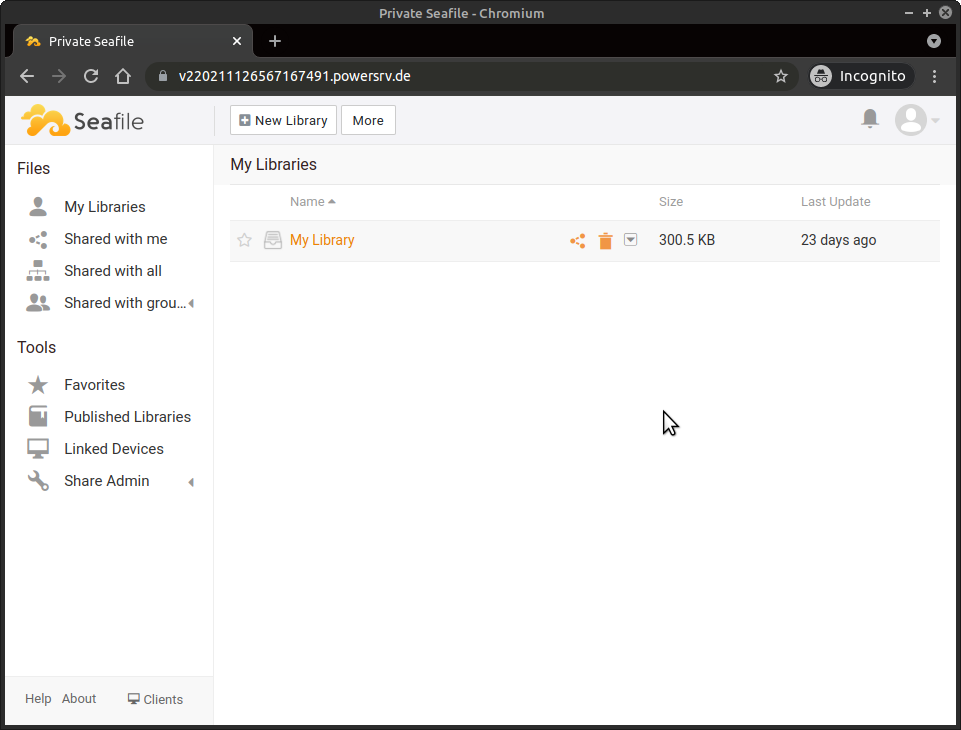 Private Seafile - Chromium
Private Seafile
v220211126567167491.powersrv.de
Incognito
Seafile
New Library
More
Files
My Libraries
Shared with me
Shared with all
Shared with grou...
Tools
Favorites
Published Libraries
Linked Devices
Share Admin
Help About Clients
My Libraries
Name Size Last Update
My Library 300.5 KB 23 days ago